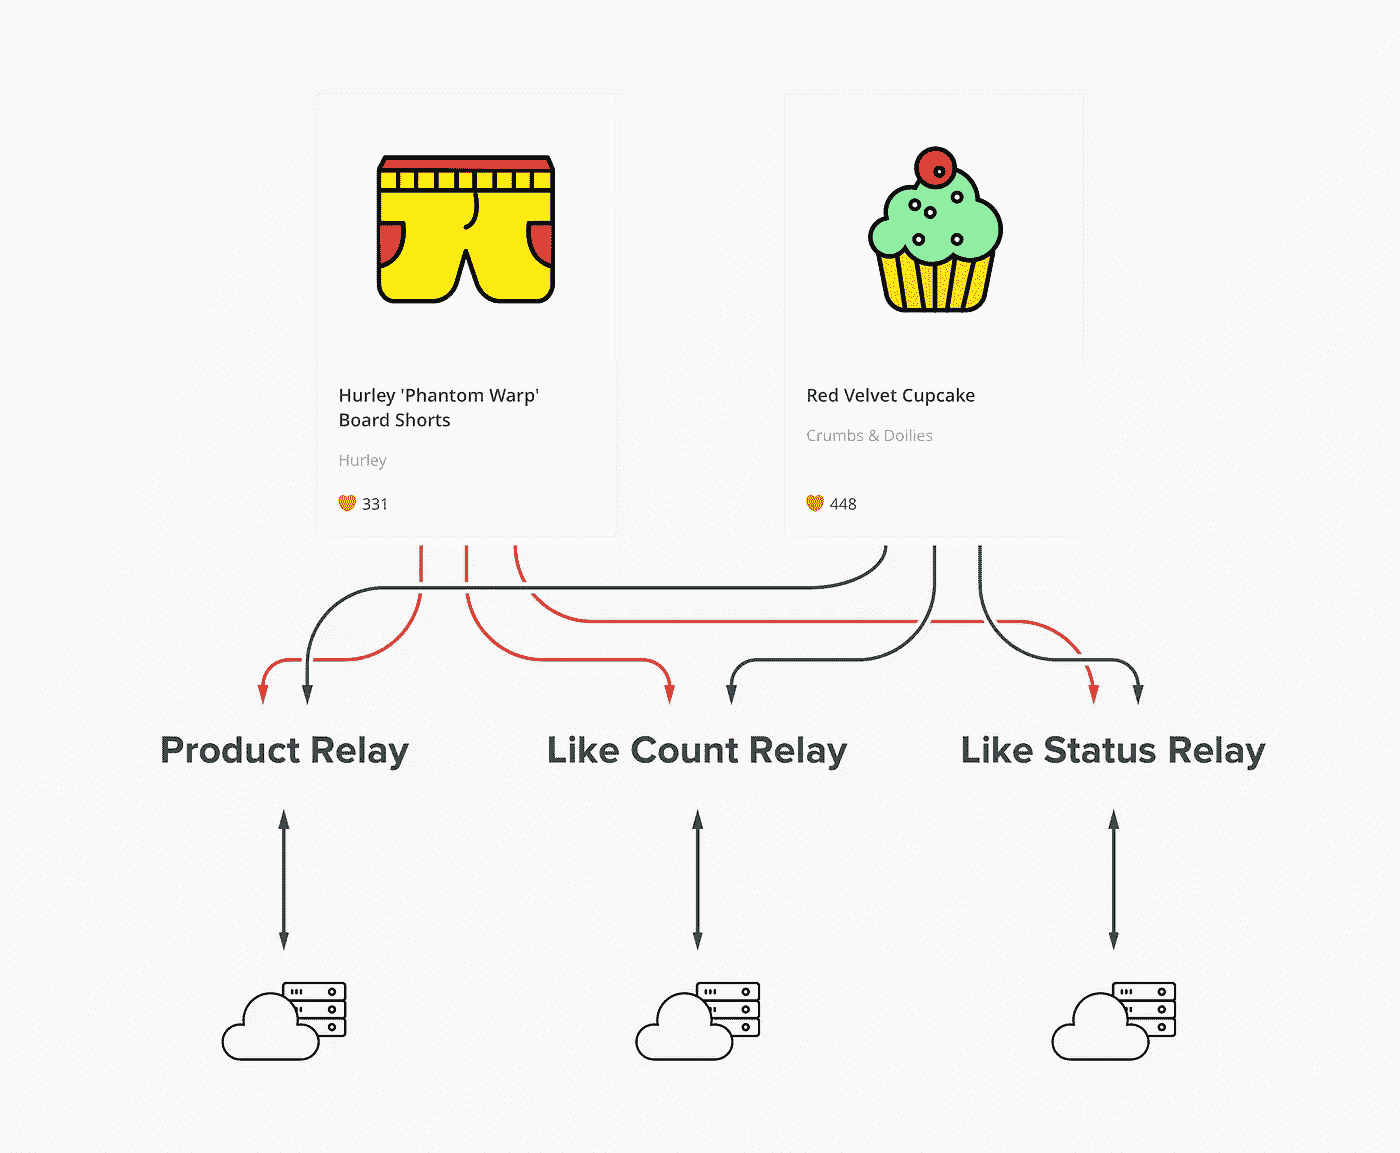 Hurley 'Phantom Warp'
Board Shorts
Hurley
331
Red Velvet Cupcake
Crumbs & Doilies
448
Product Relay
Like Count Relay
Like Status Relay